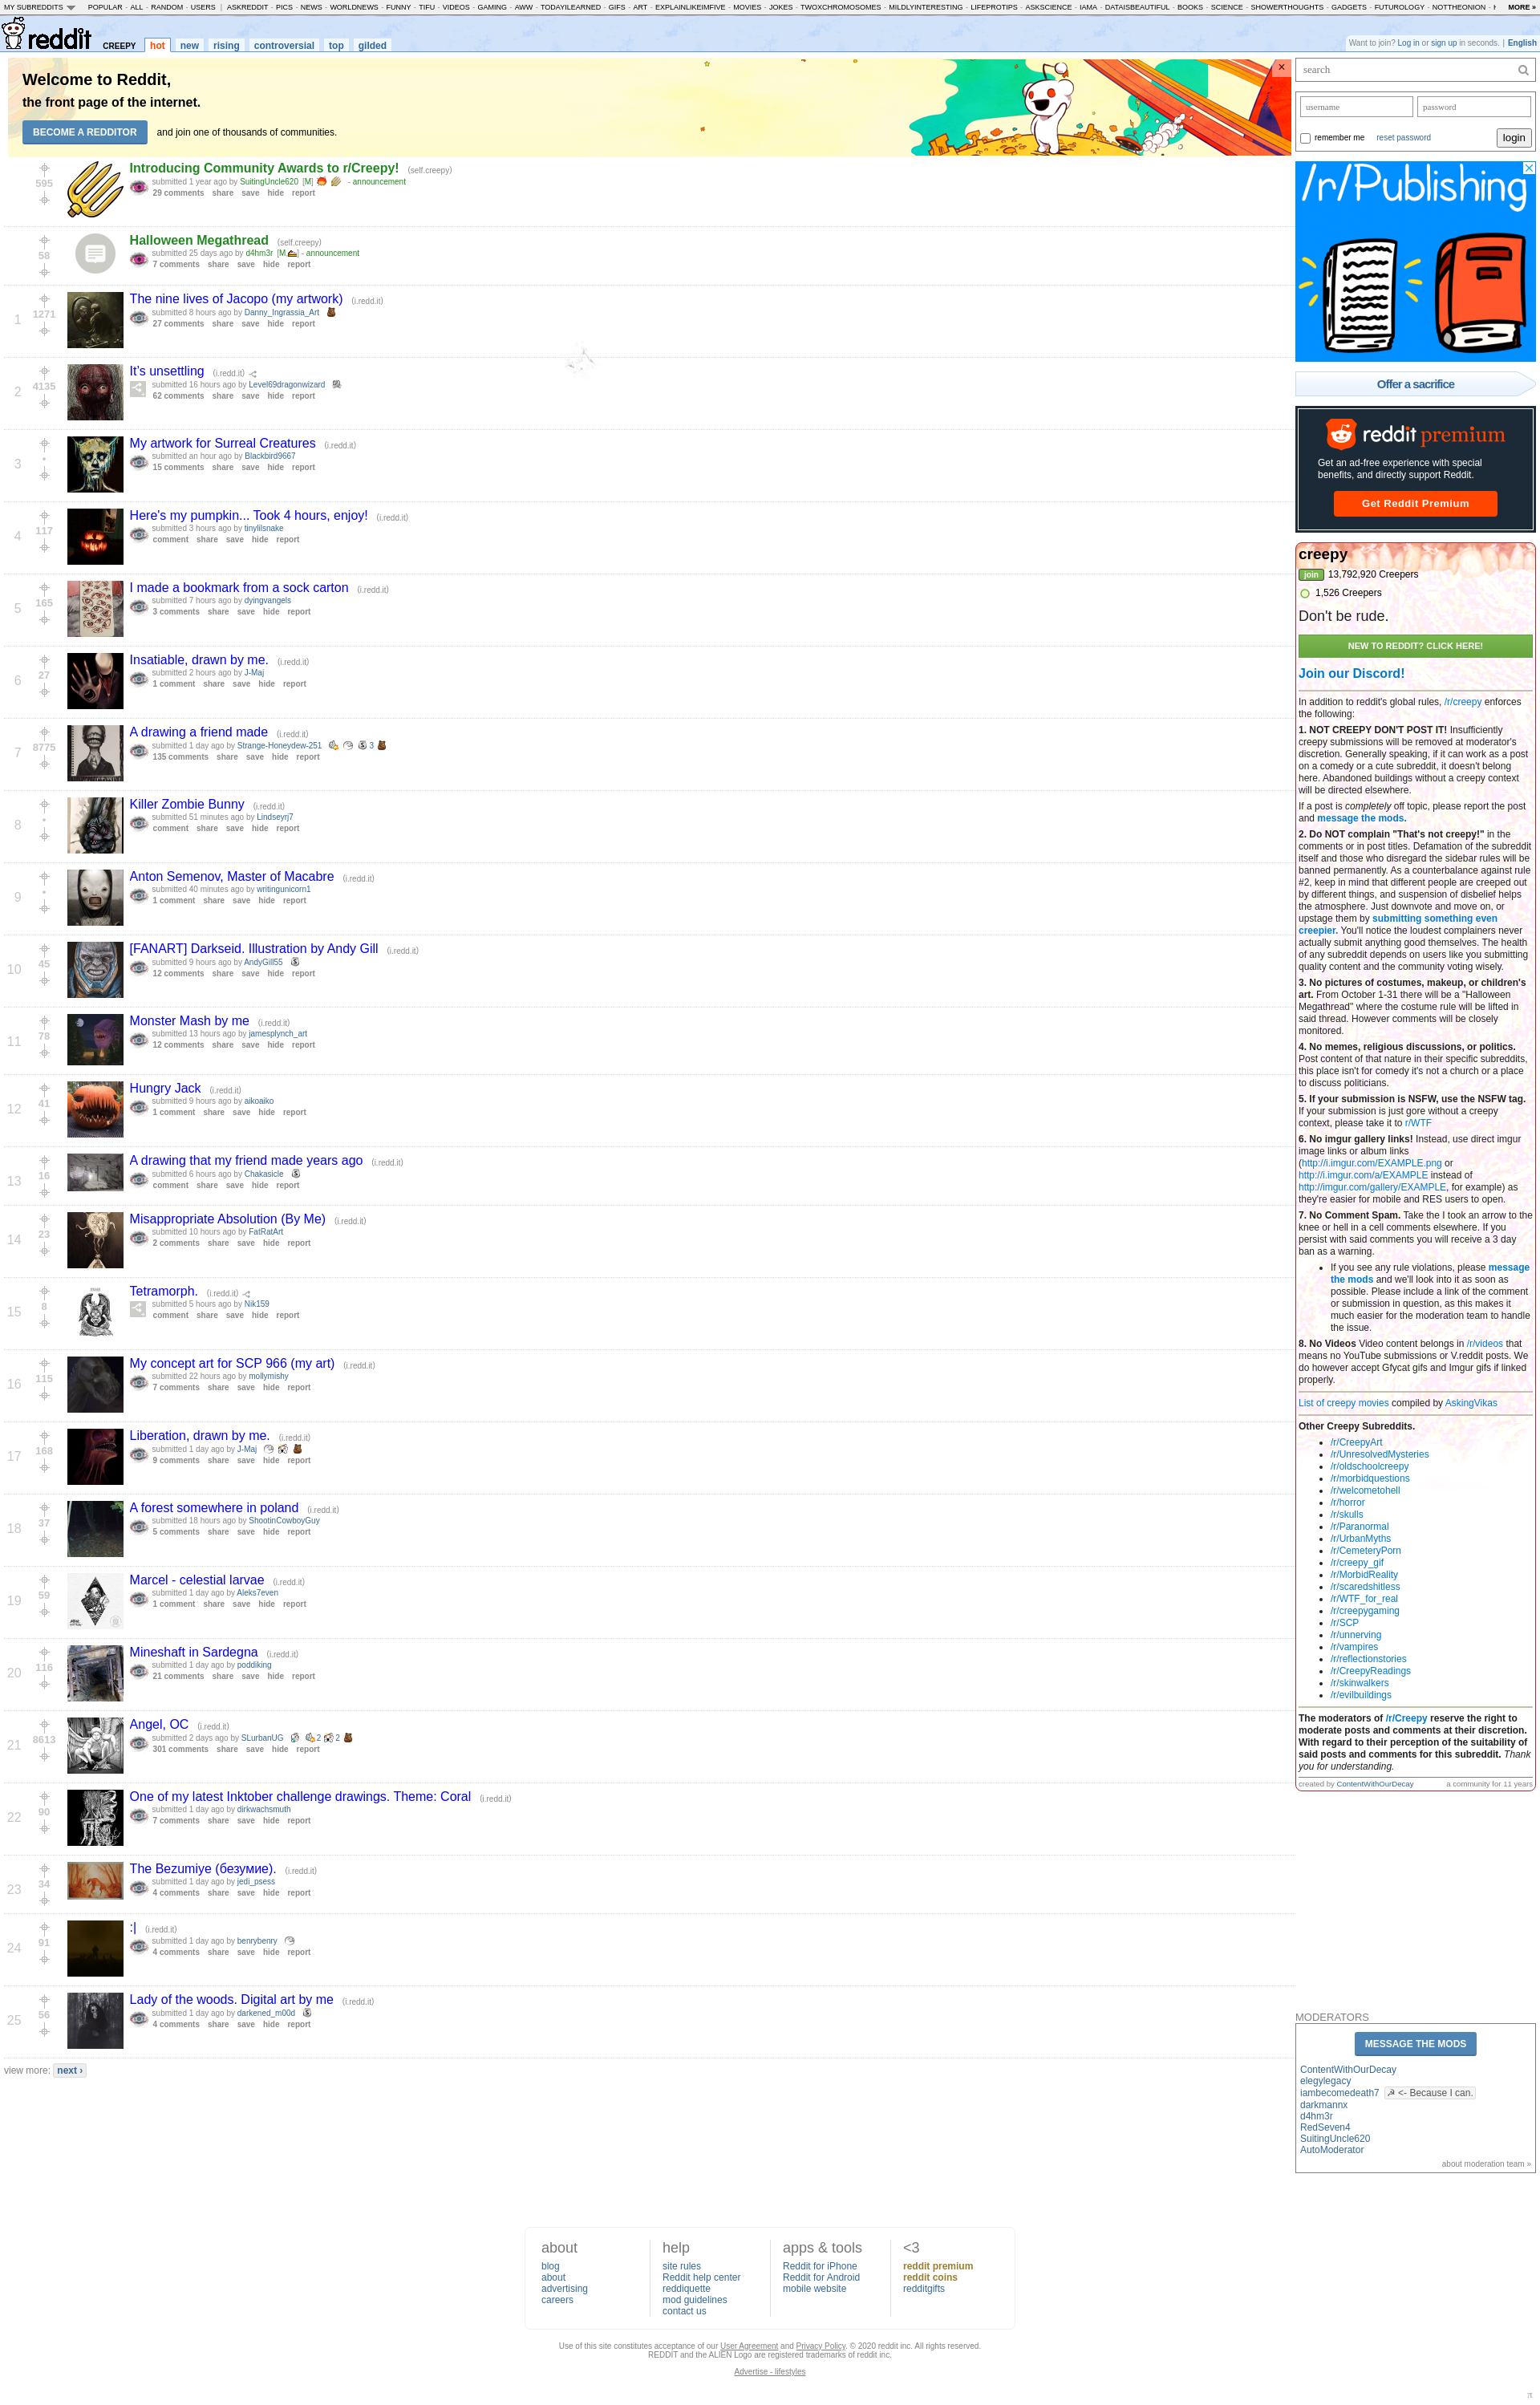 MY SUBREDDITS POPULAR - ALL - RANDOM - USERS | ASKREDDIT - PICS - NEWS - WORLDNEWS - FUNNY - TIFU - VIDEOS - GAMING - AWW - TODAYILEARNED - GIFS - ART - EXPLAINLIKEIMFIVE - MOVIES - JOKES - TWOXCHROMOSOMES - MILDLYINTERESTING - LIFEPROTIPS - ASKSCIENCE - IAMA - DATAISBEAUTIFUL - BOOKS - SCIENCE - SHOWERTHOUGHTS - GADGETS - FUTUROLOGY - NOTTHEONION - MORE »
reddit CREEPY hot new rising controversial top gilded
Want to join? Log in or sign up in seconds. | English
Welcome to Reddit,
the front page of the internet.
BECOME A REDDITOR and join one of thousands of communities.
×
595
Introducing Community Awards to r/Creepy! (self.creepy)
submitted 1 year ago by SuitingUncle620 [M] - announcement
29 comments share save hide report
58
Halloween Megathread (self.creepy)
submitted 25 days ago by d4hm3r [M, ] - announcement
7 comments share save hide report
1
1271
The nine lives of Jacopo (my artwork) (i.redd.it)
submitted 8 hours ago by Danny_Ingrassia_Art
27 comments share save hide report
2
4135
It's unsettling (i.redd.it)
submitted 16 hours ago by Level69dragonwizard
62 comments share save hide report
3
•
My artwork for Surreal Creatures (i.redd.it)
submitted an hour ago by Blackbird9667
15 comments share save hide report
4
117
Here's my pumpkin... Took 4 hours, enjoy! (i.redd.it)
submitted 3 hours ago by tinylilsnake
comment share save hide report
5
165
I made a bookmark from a sock carton (i.redd.it)
submitted 7 hours ago by dyingvangels
3 comments share save hide report
6
27
Insatiable, drawn by me. (i.redd.it)
submitted 2 hours ago by J-Maj
1 comment share save hide report
7
8775
A drawing a friend made (i.redd.it)
submitted 1 day ago by Strange-Honeydew-251 3
135 comments share save hide report
8
•
Killer Zombie Bunny (i.redd.it)
submitted 51 minutes ago by Lindseyrj7
comment share save hide report
9
•
Anton Semenov, Master of Macabre (i.redd.it)
submitted 40 minutes ago by writingunicorn1
1 comment share save hide report
10
45
[FANART] Darkseid. Illustration by Andy Gill (i.redd.it)
submitted 9 hours ago by AndyGill55
12 comments share save hide report
11
78
Monster Mash by me (i.redd.it)
submitted 13 hours ago by jamesplynch_art
12 comments share save hide report
12
41
Hungry Jack (i.redd.it)
submitted 9 hours ago by aikoaiko
1 comment share save hide report
13
16
A drawing that my friend made years ago (i.redd.it)
submitted 6 hours ago by Chakasicle
comment share save hide report
14
23
Misappropriate Absolution (By Me) (i.redd.it)
submitted 10 hours ago by FatRatArt
2 comments share save hide report
15
8
Tetramorph. (i.redd.it)
submitted 5 hours ago by Nik159
comment share save hide report
16
115
My concept art for SCP 966 (my art) (i.redd.it)
submitted 22 hours ago by mollymishy
7 comments share save hide report
17
168
Liberation, drawn by me. (i.redd.it)
submitted 1 day ago by J-Maj
9 comments share save hide report
18
37
A forest somewhere in poland (i.redd.it)
submitted 18 hours ago by ShootinCowboyGuy
5 comments share save hide report
19
59
Marcel - celestial larvae (i.redd.it)
submitted 1 day ago by Aleks7even
1 comment share save hide report
20
116
Mineshaft in Sardegna (i.redd.it)
submitted 1 day ago by poddiking
21 comments share save hide report
21
8613
Angel, OC (i.redd.it)
submitted 2 days ago by SLurbanUG 2 2
301 comments share save hide report
22
90
One of my latest Inktober challenge drawings. Theme: Coral (i.redd.it)
submitted 1 day ago by dirkwachsmuth
7 comments share save hide report
23
34
The Bezumiye (безумие). (i.redd.it)
submitted 1 day ago by jedi_psess
4 comments share save hide report
24
91
:| (i.redd.it)
submitted 1 day ago by benrybenry
4 comments share save hide report
25
56
Lady of the woods. Digital art by me (i.redd.it)
submitted 1 day ago by darkened_m00d
4 comments share save hide report
view more: next ›
search
username password
remember me reset password login
/r/Publishing
Offer a sacrifice
reddit premium
Get an ad-free experience with special
benefits, and directly support Reddit.
Get Reddit Premium
creepy
join 13,792,920 Creepers
1,526 Creepers
Don't be rude.
NEW TO REDDIT? CLICK HERE!
Join our Discord!
In addition to reddit's global rules, /r/creepy enforces
the following:
1. NOT CREEPY DON'T POST IT! Insufficiently
creepy submissions will be removed at moderator's
discretion. Generally speaking, if it can work as a post
on a comedy or a cute subreddit, it doesn't belong
here. Abandoned buildings without a creepy context
will be directed elsewhere.
If a post is completely off topic, please report the post
and message the mods.
2. Do NOT complain "That's not creepy!" in the
comments or in post titles. Defamation of the subreddit
itself and those who disregard the sidebar rules will be
banned permanently. As a counterbalance against rule
#2, keep in mind that different people are creeped out
by different things, and suspension of disbelief helps
the atmosphere. Just downvote and move on, or
upstage them by submitting something even
creepier. You'll notice the loudest complainers never
actually submit anything good themselves. The health
of any subreddit depends on users like you submitting
quality content and the community voting wisely.
3. No pictures of costumes, makeup, or children's
art. From October 1-31 there will be a "Halloween
Megathread" where the costume rule will be lifted in
said thread. However comments will be closely
monitored.
4. No memes, religious discussions, or politics.
Post content of that nature in their specific subreddits,
this place isn't for comedy it's not a church or a place
to discuss politicians.
5. If your submission is NSFW, use the NSFW tag.
If your submission is just gore without a creepy
context, please take it to r/WTF
6. No imgur gallery links! Instead, use direct imgur
image links or album links
(http://i.imgur.com/EXAMPLE.png or
http://i.imgur.com/a/EXAMPLE instead of
http://imgur.com/gallery/EXAMPLE, for example) as
they're easier for mobile and RES users to open.
7. No Comment Spam. Take the I took an arrow to the
knee or hell in a cell comments elsewhere. If you
persist with said comments you will receive a 3 day
ban as a warning.
• If you see any rule violations, please message
the mods and we'll look into it as soon as
possible. Please include a link of the comment
or submission in question, as this makes it
much easier for the moderation team to handle
the issue.
8. No Videos Video content belongs in /r/videos that
means no YouTube submissions or V.reddit posts. We
do however accept Gfycat gifs and Imgur gifs if linked
properly.
List of creepy movies compiled by AskingVikas
Other Creepy Subreddits.
• /r/CreepyArt
• /r/UnresolvedMysteries
• /r/oldschoolcreepy
• /r/morbidquestions
• /r/welcometohell
• /r/horror
• /r/skulls
• /r/Paranormal
• /r/UrbanMyths
• /r/CemeteryPorn
• /r/creepy_gif
• /r/MorbidReality
• /r/scaredshitless
• /r/WTF_for_real
• /r/creepygaming
• /r/SCP
• /r/unnerving
• /r/vampires
• /r/reflectionstories
• /r/CreepyReadings
• /r/skinwalkers
• /r/evilbuildings
The moderators of /r/Creepy reserve the right to
moderate posts and comments at their discretion.
With regard to their perception of the suitability of
said posts and comments for this subreddit. Thank
you for understanding.
created by ContentWithOurDecay a community for 11 years
MODERATORS
MESSAGE THE MODS
ContentWithOurDecay
elegylegacy
iambecomedeath7 ☭ <- Because I can.
darkmannx
d4hm3r
RedSeven4
SuitingUncle620
AutoModerator
about moderation team »
about
blog
about
advertising
careers
help
site rules
Reddit help center
reddiquette
mod guidelines
contact us
apps & tools
Reddit for iPhone
Reddit for Android
mobile website
<3
reddit premium
reddit coins
redditgifts
Use of this site constitutes acceptance of our User Agreement and Privacy Policy. © 2020 reddit inc. All rights reserved.
REDDIT and the ALIEN Logo are registered trademarks of reddit inc.
Advertise - lifestyles
π